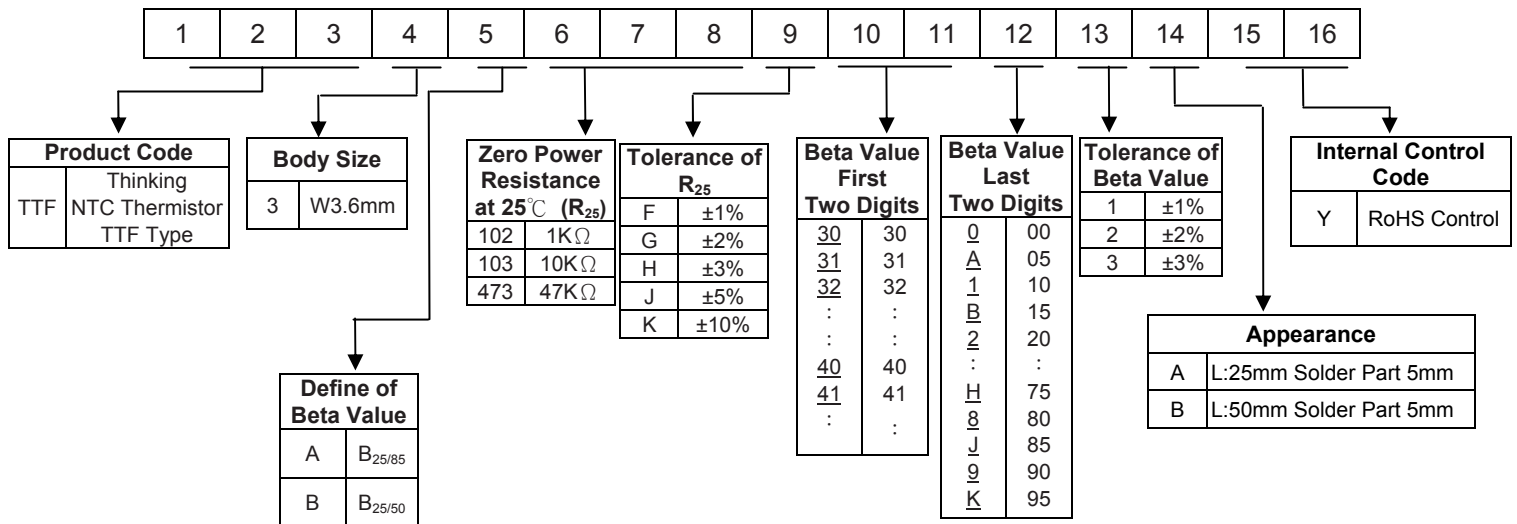 1 2 3 4 5 6 7 8 9 10 11 12 13 14 15 16
Product Code
TTF Thinking NTC Thermistor TTF Type
Body Size
3 W3.6mm
Define of Beta Value
A B25/85
B B25/50
Zero Power Resistance at 25℃ (R25)
102 1KΩ
103 10KΩ
473 47KΩ
Tolerance of R25
F ±1%
G ±2%
H ±3%
J ±5%
K ±10%
Beta Value First Two Digits
30 30
31 31
32 32
: :
: :
40 40
41 41
: :
Beta Value Last Two Digits
0 00
A 05
1 10
B 15
2 20
: :
H 75
8 80
J 85
9 90
K 95
Tolerance of Beta Value
1 ±1%
2 ±2%
3 ±3%
Appearance
A L:25mm Solder Part 5mm
B L:50mm Solder Part 5mm
Internal Control Code
Y RoHS Control